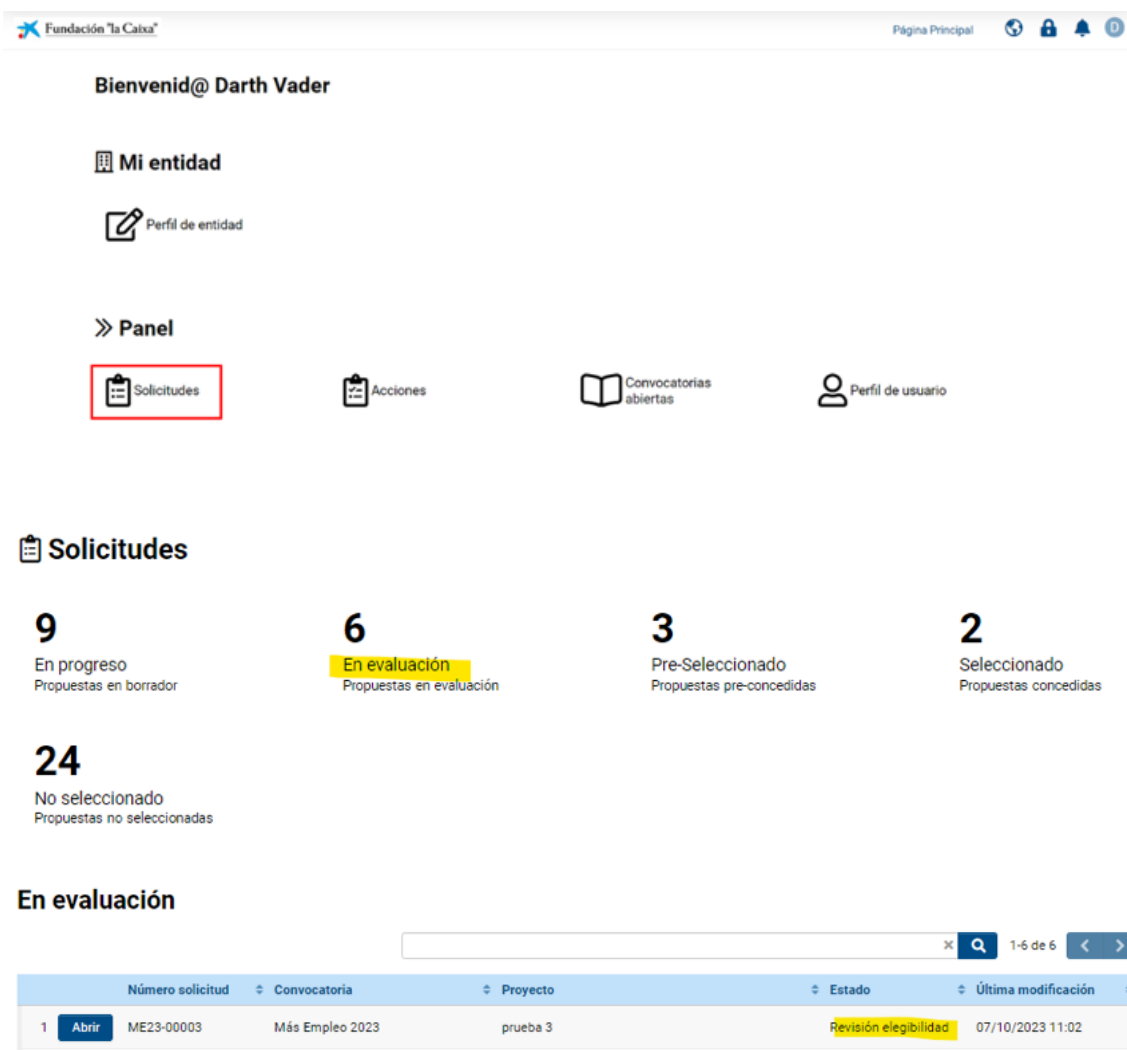 Fundación "la Caixa"
Página Principal
D
Bienvenid@ Darth Vader
Mi entidad
Perfil de entidad
Panel
Solicitudes
Acciones
Convocatorias
abiertas
Perfil de usuario
Solicitudes
9
En progreso
Propuestas en borrador
6
En evaluación
Propuestas en evaluación
3
Pre-Seleccionado
Propuestas pre-concedidas
2
Seleccionado
Propuestas concedidas
24
No seleccionado
Propuestas no seleccionadas
En evaluación
1-6 de 6
Número solicitud Convocatoria Proyecto Estado Última modificación
1 Abrir ME23-00003 Más Empleo 2023 prueba 3 Revisión elegibilidad 07/10/2023 11:02